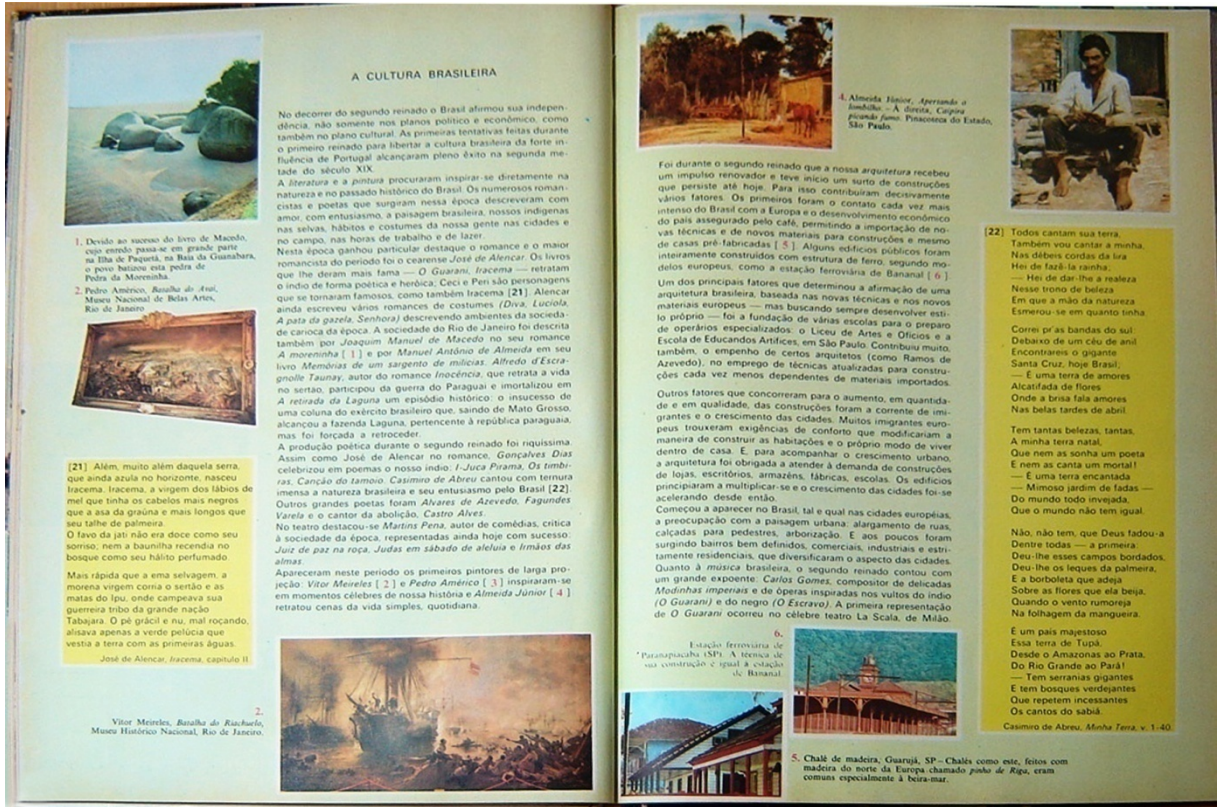 A CULTURA BRASILEIRA
No decorrer do segundo reinado o Brasil afirmou sua indepen-
dência, não somente nos planos político e econômico, como
também no plano cultural. As primeiras tentativas feitas durante
o primeiro reinado para libertar a cultura brasileira da forte in-
fluência de Portugal alcançaram pleno êxito na segunda me-
tade do século XIX.
A literatura e a pintura procuraram inspirar-se diretamente na
natureza e no passado histórico do Brasil. Os numerosos roman-
cistas e poetas que surgiram nessa época descreveram com
amor, com entusiasmo, a paisagem brasileira, nossos indígenas
nas selvas, hábitos e costumes da nossa gente nas cidades e
no campo, nas horas de trabalho e de lazer.
Nesta época ganhou particular destaque o romance e o maior
romancista do período foi o cearense José de Alencar. Os livros
que lhe deram mais fama — O Guarani, Iracema — retratam
o índio de forma poética e heróica; Ceci e Peri são personagens
que se tornaram famosos, como também Iracema [21]. Alencar
ainda escreveu vários romances de costumes (Diva, Lucíola,
A pata da gazela, Senhora) descrevendo ambientes da socieda-
de carioca da época. A sociedade do Rio de Janeiro foi descrita
também por Joaquim Manuel de Macedo no seu romance
A moreninha [1] e por Manuel Antônio de Almeida em seu
livro Memórias de um sargento de milícias. Alfredo d'Escra-
gnolle Taunay, autor do romance Inocência, que retrata a vida
no sertão, participou da guerra do Paraguai e imortalizou em
A retirada da Laguna um episódio histórico: o insucesso de
uma coluna do exército brasileiro que, saindo de Mato Grosso,
alcançou a fazenda Laguna, pertencente à república paraguaia,
mas foi forçada a retroceder.
A produção poética durante o segundo reinado foi riquíssima.
Assim como José de Alencar no romance, Gonçalves Dias
celebrizou em poemas o nosso índio: I-Juca Pirama, Os timbi-
ras, Canção do tamoio. Casimiro de Abreu cantou com ternura
imensa a natureza brasileira e seu entusiasmo pelo Brasil [22].
Outros grandes poetas foram Álvares de Azevedo, Fagundes
Varela e o cantor da abolição, Castro Alves.
No teatro destacou-se Martins Pena, autor de comédias, crítica
à sociedade da época, representadas ainda hoje com sucesso:
Juiz de paz na roça, Judas em sábado de aleluia e Irmãos das
almas.
Apareceram neste período os primeiros pintores de larga pro-
jeção: Vítor Meireles [2] e Pedro Américo [3] inspiraram-se
em momentos célebres de nossa história e Almeida Júnior [4]
retratou cenas da vida simples, quotidiana.
1. Devido ao sucesso do livro de Macedo,
cujo enredo passa-se em grande parte
na Ilha de Paquetá, na Baía da Guanabara,
o povo batizou esta pedra de
Pedra da Moreninha.
2. Pedro Américo, Batalha do Avaí,
Museu Nacional de Belas Artes,
Rio de Janeiro
[21] Além, muito além daquela serra,
que ainda azula no horizonte, nasceu
Iracema. Iracema, a virgem dos lábios de
mel que tinha os cabelos mais negros
que a asa da graúna e mais longos que
seu talhe de palmeira.
O favo da jati não era doce como seu
sorriso; nem a baunilha recendia no
bosque como seu hálito perfumado.
Mais rápida que a ema selvagem, a
morena virgem corria o sertão e as
matas do Ipu, onde campeava sua
guerreira tribo da grande nação
Tabajara. O pé grácil e nu, mal roçando,
alisava apenas a verde pelúcia que
vestia a terra com as primeiras águas.
José de Alencar, Iracema, capítulo II.
2.
Vítor Meireles, Batalha do Riachuelo,
Museu Histórico Nacional, Rio de Janeiro.
4. Almeida Júnior, Apertando o
lombilho. – À direita, Caipira
picando fumo. Pinacoteca do Estado,
São Paulo.
Foi durante o segundo reinado que a nossa arquitetura recebeu
um impulso renovador e teve início um surto de construções
que persiste até hoje. Para isso contribuíram decisivamente
vários fatores. Os primeiros foram o contato cada vez mais
intenso do Brasil com a Europa e o desenvolvimento econômico
do país assegurado pelo café, permitindo a importação de no-
vas técnicas e de novos materiais para construções e mesmo
de casas pré-fabricadas [5]. Alguns edifícios públicos foram
inteiramente construídos com estrutura de ferro, segundo mo-
delos europeus, como a estação ferroviária de Bananal [6].
Um dos principais fatores que determinou a afirmação de uma
arquitetura brasileira, baseada nas novas técnicas e nos novos
materiais europeus — mas buscando sempre desenvolver esti-
lo próprio — foi a fundação de várias escolas para o preparo
de operários especializados: o Liceu de Artes e Ofícios e a
Escola de Educandos Artífices, em São Paulo. Contribuiu muito,
também, o empenho de certos arquitetos (como Ramos de
Azevedo), no emprego de técnicas atualizadas para constru-
ções cada vez menos dependentes de materiais importados.
Outros fatores que concorreram para o aumento, em quantida-
de e em qualidade, das construções foram a corrente de imi-
grantes e o crescimento das cidades. Muitos imigrantes euro-
peus trouxeram exigências de conforto que modificariam a
maneira de construir as habitações e o próprio modo de viver
dentro de casa. E, para acompanhar o crescimento urbano,
a arquitetura foi obrigada a atender à demanda de construções
de lojas, escritórios, armazéns, fábricas, escolas. Os edifícios
principiaram a multiplicar-se e o crescimento das cidades foi-se
acelerando desde então.
Começou a aparecer no Brasil, tal e qual nas cidades européias,
a preocupação com a paisagem urbana: alargamento de ruas,
calçadas para pedestres, arborização. E aos poucos foram
surgindo bairros bem definidos, comerciais, industriais e estri-
tamente residenciais, que diversificaram o aspecto das cidades.
Quanto à música brasileira, o segundo reinado contou com
um grande expoente: Carlos Gomes, compositor de delicadas
Modinhas imperiais e de óperas inspiradas nos vultos do índio
(O Guarani) e do negro (O Escravo). A primeira representação
de O Guarani ocorreu no célebre teatro La Scala, de Milão.
6.
Estação ferroviária de
Paranapiacaba (SP). A técnica de
sua construção é igual à estação
de Bananal.
5. Chalé de madeira, Guarujá, SP – Chalés como este, feitos com
madeira do norte da Europa chamado pinho de Riga, eram
comuns especialmente à beira-mar.
[22] Todos cantam sua terra,
Também vou cantar a minha,
Nas débeis cordas da lira
Hei de fazê-la rainha;
— Hei de dar-lhe a realeza
Nesse trono de beleza
Em que a mão da natureza
Esmerou-se em quanto tinha.
Correi pr'as bandas do sul
Debaixo de um céu de anil
Encontrareis o gigante
Santa Cruz, hoje Brasil;
— É uma terra de amores
Alcatifada de flores
Onde a brisa fala amores
Nas belas tardes de abril.
Tem tantas belezas, tantas,
A minha terra natal,
Que nem as sonha um poeta
E nem as canta um mortal!
— É uma terra encantada
— Mimoso jardim de fadas —
Do mundo todo invejada,
Que o mundo não tem igual.
Não, não tem, que Deus fadou-a
Dentre todas — a primeira:
Deu-lhe esses campos bordados,
Deu-lhe os leques da palmeira,
E a borboleta que adeja
Sobre as flores que ela beija,
Quando o vento rumoreja
Na folhagem da mangueira.
É um país majestoso
Essa terra de Tupá,
Desde o Amazonas ao Prata,
Do Rio Grande ao Pará!
— Tem serranias gigantes
E tem bosques verdejantes
Que repetem incessantes
Os cantos do sabiá.
Casimiro de Abreu, Minha Terra, v. 1-40.